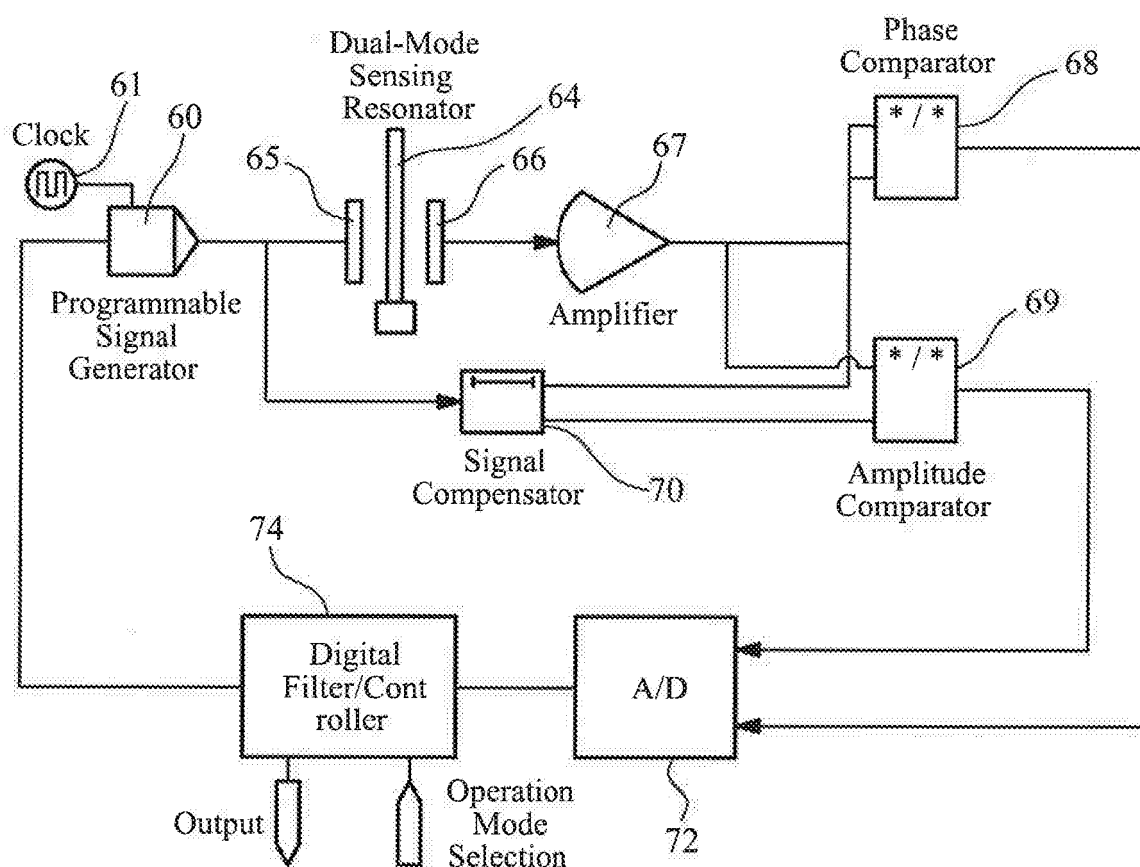 Dual-Mode
Sensing
Resonator
64
Phase
Comparator
68
* / *
61
Clock
60
65
66
67
Programmable
Signal
Generator
Amplifier
69
* / *
Signal
Compensator
70
Amplitude
Comparator
74
Digital
Filter/Cont
roller
A/D
72
Output
Operation
Mode
Selection